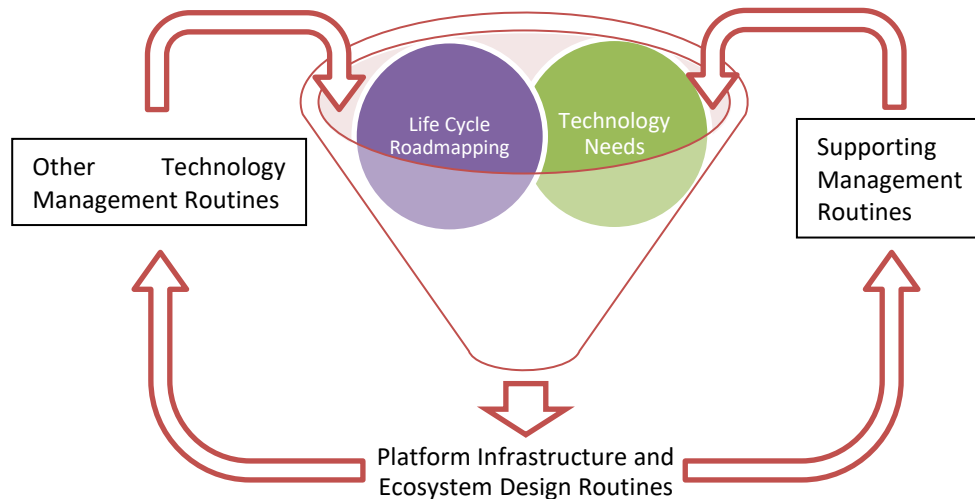 Life Cycle
Roadmapping
Technology
Needs
Other Technology
Management Routines
Supporting
Management
Routines
Platform Infrastructure and
Ecosystem Design Routines